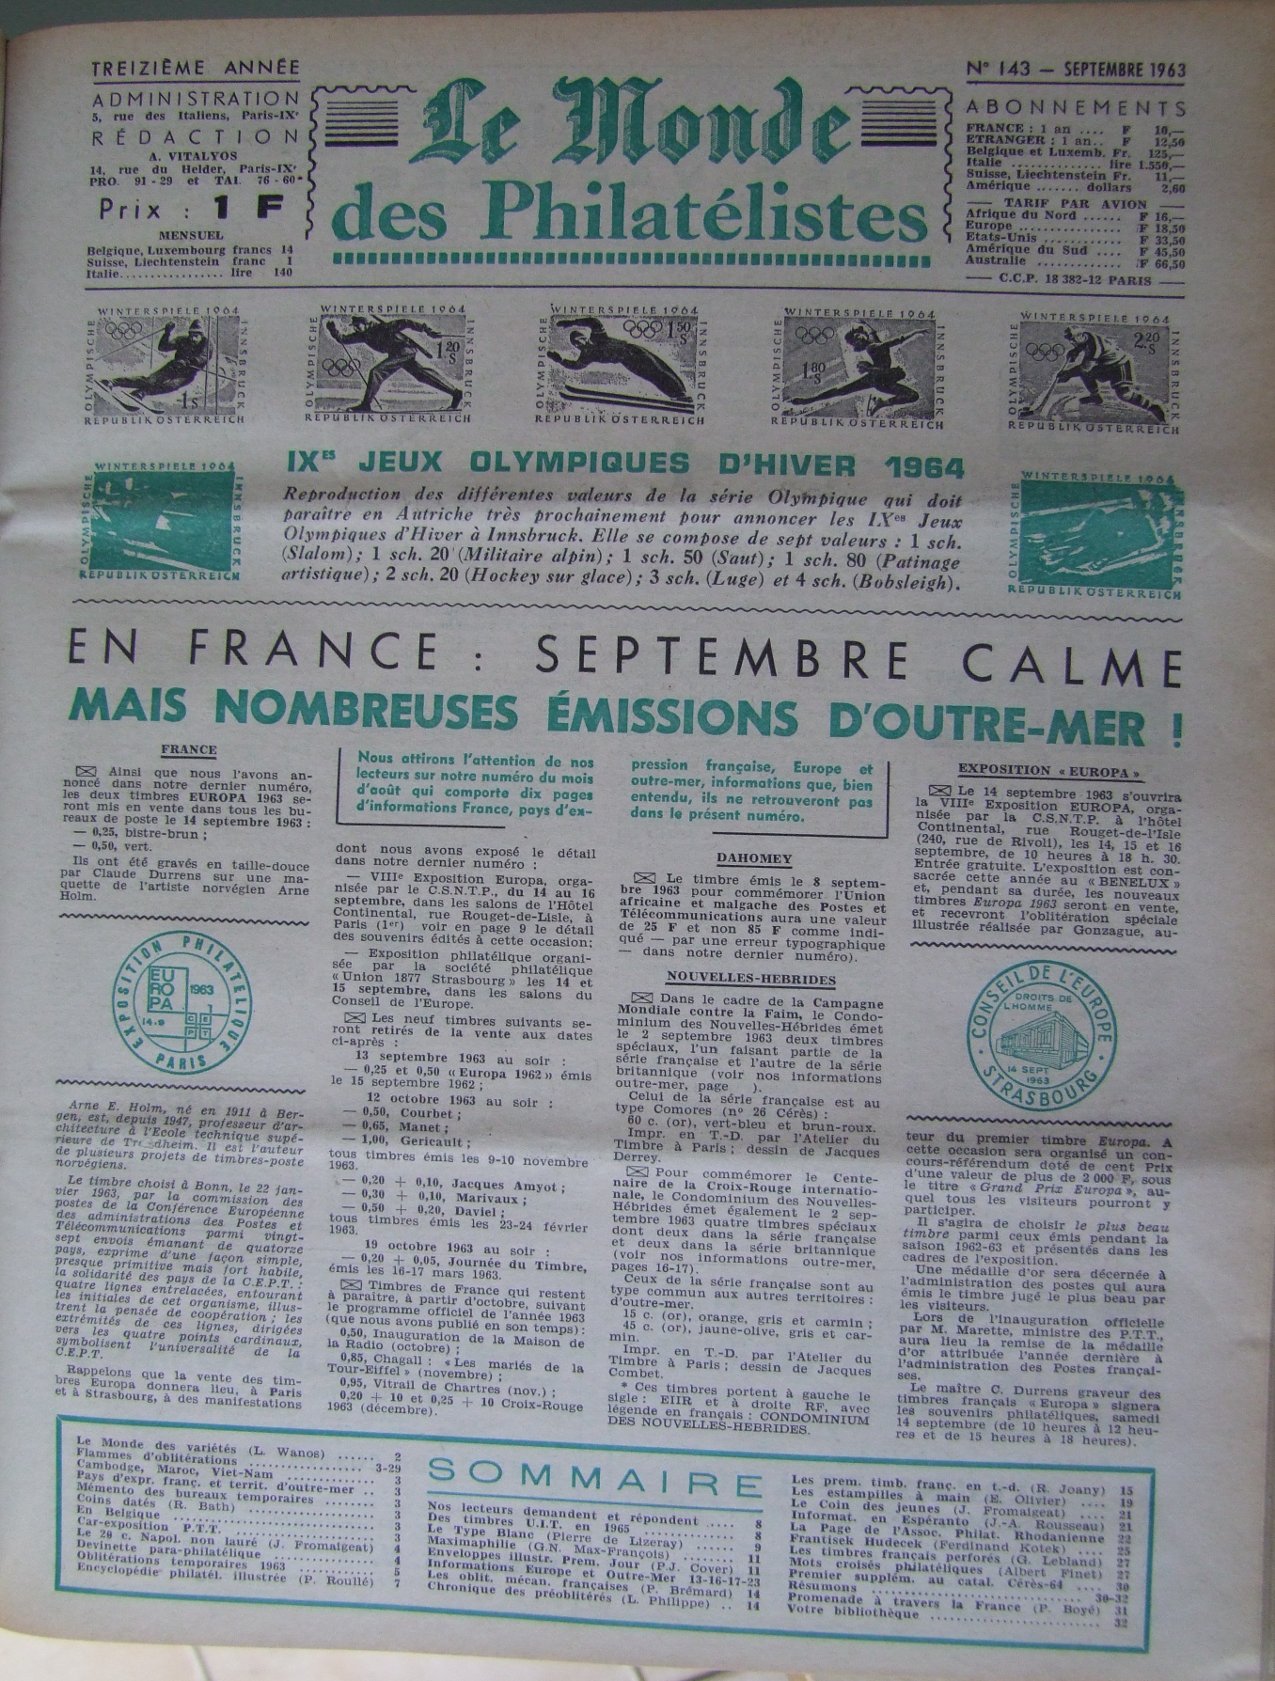 TREIZIÈME ANNÉE
ADMINISTRATION
5, rue des Italiens, Paris-IXe
RÉDACTION
A. VITALYOS
14, rue du Helder, Paris-IXe
PRO. 91-29 et TAI. 76-60
Prix : 1 F
MENSUEL
Belgique, Luxembourg francs 14
Suisse, Liechtenstein franc 1
Italie................. lire 140
Le Monde
des Philatélistes
N° 143 — SEPTEMBRE 1963
ABONNEMENTS
FRANCE : 1 an .... F 10,—
ETRANGER : 1 an.. F 12,50
Belgique et Luxemb. Fr. 125,—
Italie .............. lire 1.550,—
Suisse, Liechtenstein Fr. 11,—
Amérique ....... dollars 2,60
— TARIF PAR AVION —
Afrique du Nord ...... F 16,—
Europe ............... F 18,50
Etats-Unis ............ F 33,50
Amérique du Sud .... F 45,50
Australie ............ F 66,50
— C.C.P. 18 382-12 PARIS —
WINTERSPIELE 1964
OLYMPISCHE
INNSBRUCK
1 S
REPUBLIK ÖSTERREICH
WINTERSPIELE 1964
OLYMPISCHE
INNSBRUCK
1.20 S
REPUBLIK ÖSTERREICH
WINTERSPIELE 1964
OLYMPISCHE
INNSBRUCK
1.50 S
REPUBLIK ÖSTERREICH
WINTERSPIELE 1964
OLYMPISCHE
INNSBRUCK
1.80 S
REPUBLIK ÖSTERREICH
WINTERSPIELE 1964
OLYMPISCHE
INNSBRUCK
2.20 S
REPUBLIK ÖSTERREICH
WINTERSPIELE 1964
OLYMPISCHE
INNSBRUCK
REPUBLIK ÖSTERREICH
IXES JEUX OLYMPIQUES D'HIVER 1964
Reproduction des différentes valeurs de la série Olympique qui doit
paraître en Autriche très prochainement pour annoncer les IXes Jeux
Olympiques d'Hiver à Innsbruck. Elle se compose de sept valeurs : 1 sch.
(Slalom) ; 1 sch. 20 (Militaire alpin) ; 1 sch. 50 (Saut) ; 1 sch. 80 (Patinage
artistique) ; 2 sch. 20 (Hockey sur glace) ; 3 sch. (Luge) et 4 sch. (Bobsleigh).
WINTERSPIELE 1964
OLYMPISCHE
INNSBRUCK
REPUBLIK ÖSTERREICH
EN FRANCE : SEPTEMBRE CALME
MAIS NOMBREUSES ÉMISSIONS D'OUTRE-MER !
FRANCE
Ainsi que nous l'avons an-
noncé dans notre dernier numéro,
les deux timbres EUROPA 1963 se-
ront mis en vente dans tous les bu-
reaux de poste le 14 septembre 1963 :
— 0,25, bistre-brun ;
— 0,50, vert.
Ils ont été gravés en taille-douce
par Claude Durrens sur une ma-
quette de l'artiste norvégien Arne
Holm.
EXPOSITION PHILATELIQUE
EUROPA
1963
14.9
CEPT
PARIS
Arne E. Holm, né en 1911 à Ber-
gen, est, depuis 1947, professeur d'ar-
chitecture à l'Ecole technique supé-
rieure de Trondheim. Il est l'auteur
de plusieurs projets de timbres-poste
norvégiens.
Le timbre choisi à Bonn, le 22 jan-
vier 1963, par la commission des
postes de la Conférence Européenne
des administrations des Postes et
Télécommunications parmi vingt-
sept envois émanant de quatorze
pays, exprime d'une façon simple,
presque primitive mais fort habile,
la solidarité des pays de la C.E.P.T. :
quatre lignes entrelacées, entourant
les initiales de cet organisme, illus-
trent la pensée de coopération ; les
extrémités de ces lignes, dirigées
vers les quatre points cardinaux,
symbolisent l'universalité de la
C.E.P.T.
Rappelons que la vente des tim-
bres Europa donnera lieu, à Paris
et à Strasbourg, à des manifestations
Nous attirons l'attention de nos
lecteurs sur notre numéro du mois
d'août qui comporte dix pages
d'informations France, pays d'ex-
pression française, Europe et
outre-mer, informations que, bien
entendu, ils ne retrouveront pas
dans le présent numéro.
dont nous avons exposé le détail
dans notre dernier numéro :
— VIIIe Exposition Europa, orga-
nisée par le C.S.N.T.P., du 14 au 16
septembre, dans les salons de l'Hôtel
Continental, rue Rouget-de-Lisle, à
Paris (1er) voir en page 9 le détail
des souvenirs édités à cette occasion;
— Exposition philatélique organi-
sée par la société philatélique
« Union 1877 Strasbourg » les 14 et
15 septembre, dans les salons du
Conseil de l'Europe.
Les neuf timbres suivants se-
ront retirés de la vente aux dates
ci-après :
13 septembre 1963 au soir :
— 0,25 et 0,50 « Europa 1962 » émis
le 15 septembre 1962 ;
12 octobre 1963 au soir :
— 0,50, Courbet ;
— 0,65, Manet ;
— 1,00, Gericault ;
tous timbres émis les 9-10 novembre
1963.
— 0,20 + 0,10, Jacques Amyot ;
— 0,30 + 0,10, Marivaux ;
— 0,50 + 0,20, Daviel ;
tous timbres émis les 23-24 février
1963.
19 octobre 1963 au soir :
— 0,20 + 0,05, Journée du Timbre,
émis les 16-17 mars 1963.
Timbres de France qui restent
à paraître, à partir d'octobre, suivant
le programme officiel de l'année 1963
(que nous avons publié en son temps) :
0,50, Inauguration de la Maison de
la Radio (octobre) ;
0,85, Chagall : « Les mariés de la
Tour-Eiffel » (novembre) ;
0,95, Vitrail de Chartres (nov.) ;
0,20 + 10 et 0,25 + 10 Croix-Rouge
1963 (décembre).
DAHOMEY
Le timbre émis le 8 septem-
bre 1963 pour commémorer l'Union
africaine et malgache des Postes et
Télécommunications aura une valeur
de 25 F et non 85 F comme indi-
qué — par une erreur typographique
— dans notre dernier numéro).
NOUVELLES-HEBRIDES
Dans le cadre de la Campagne
Mondiale contre la Faim, le Condo-
minium des Nouvelles-Hébrides émet
le 2 septembre 1963 deux timbres
spéciaux, l'un faisant partie de la
série française et l'autre de la série
britannique (voir nos informations
outre-mer, page ).
Celui de la série française est au
type Comores (n° 26 Cérès) :
60 c. (or), vert-bleu et brun-roux.
Impr. en T.-D. par l'Atelier du
Timbre à Paris ; dessin de Jacques
Derrey.
Pour commémorer le Cente-
naire de la Croix-Rouge internatio-
nale, le Condominium des Nouvelles-
Hébrides émet également le 2 sep-
tembre 1963 quatre timbres spéciaux
dont deux dans la série française
et deux dans la série britannique
(voir nos informations outre-mer,
pages 16-17).
Ceux de la série française sont au
type commun aux autres territoires
d'outre-mer.
15 c. (or), orange, gris et carmin ;
45 c. (or), jaune-olive, gris et car-
min.
Impr. en T.-D. par l'Atelier du
Timbre à Paris ; dessin de Jacques
Combet.
* Ces timbres portent à gauche le
sigle : EIIR et à droite RF, avec
légende en français : CONDOMINIUM
DES NOUVELLES-HEBRIDES.
EXPOSITION « EUROPA »
Le 14 septembre 1963 s'ouvrira
la VIIIe Exposition EUROPA, orga-
nisée par la C.S.N.T.P. à l'hôtel
Continental, rue Rouget-de-l'Isle
(240, rue de Rivoli), les 14, 15 et 16
septembre, de 10 heures à 18 h. 30.
Entrée gratuite. L'exposition est con-
sacrée cette année au « BENELUX »
et, pendant sa durée, les nouveaux
timbres Europa 1963 seront en vente,
et recevront l'oblitération spéciale
illustrée réalisée par Gonzague, au-
CONSEIL DE L'EUROPE
DROITS DE
L'HOMME
14 SEPT
1963
STRASBOURG
teur du premier timbre Europa. A
cette occasion sera organisé un con-
cours-référendum doté de cent Prix
d'une valeur de plus de 2 000 F, sous
le titre « Grand Prix Europa », au-
quel tous les visiteurs pourront y
participer.
Il s'agira de choisir le plus beau
timbre parmi ceux émis pendant la
saison 1962-63 et présentés dans les
cadres de l'exposition.
Une médaille d'or sera décernée à
l'administration des postes qui aura
émis le timbre jugé le plus beau par
les visiteurs.
Lors de l'inauguration officielle
par M. Marette, ministre des P.T.T.,
aura lieu la remise de la médaille
d'or attribuée l'année dernière à
l'administration des Postes françai-
ses.
Le maître C. Durrens graveur des
timbres français « Europa » signera
les souvenirs philatéliques, samedi
14 septembre (de 10 heures à 12 heu-
res et de 15 heures à 18 heures).
SOMMAIRE
Le Monde des variétés (L. Wanos) ...... 2
Flammes d'oblitérations ................ 3-29
Cambodge, Maroc, Viet-Nam ............ 3
Pays d'expr. franç. et territ. d'outre-mer .. 3
Mémento des bureaux temporaires ........ 3
Coins datés (R. Bath) .................. 3
En Belgique ........................... 3
Car-exposition P.T.T. .................. 3
Le 20 c. Napol. non lauré (J. Fromaigeat) 4
Devinette para-philatélique ............ 4
Oblitérations temporaires 1963 .......... 5
Encyclopédie philatél. illustrée (P. Roullé) 7
Nos lecteurs demandent et répondent .... 8
Des timbres U.I.T. en 1965 ............ 8
Le Type Blanc (Pierre de Lizeray) ...... 9
Maximaphilie (G.N. Max-François) ...... 11
Enveloppes illustr. Prem. Jour (P.J. Cover) 11
Informations Europe et Outre-Mer 13-16-17-23
Les oblit. mécan. françaises (P. Brémard) 14
Chronique des préoblitérés (L. Philippe) .. 14
Les prem. timb. franç. en t.-d. (R. Joany) 15
Les estampilles à main (E. Olivier) .... 19
Le Coin des jeunes (J. Fromaigeat) .... 21
Informat. en Espéranto (J.-A. Rousseau) 21
La Page de l'Assoc. Philat. Rhodanienne 22
Frantisek Hudecek (Ferdinand Kotek) .... 25
Les timbres français perforés (G. Lebland) 27
Mots croisés philatéliques (Albert Finet) 27
Premier supplém. au catal. Cérès-64 .... 30
Résumons .............................. 30-32
Promenade à travers la France (P. Boyé) 31
Votre bibliothèque ...................... 32